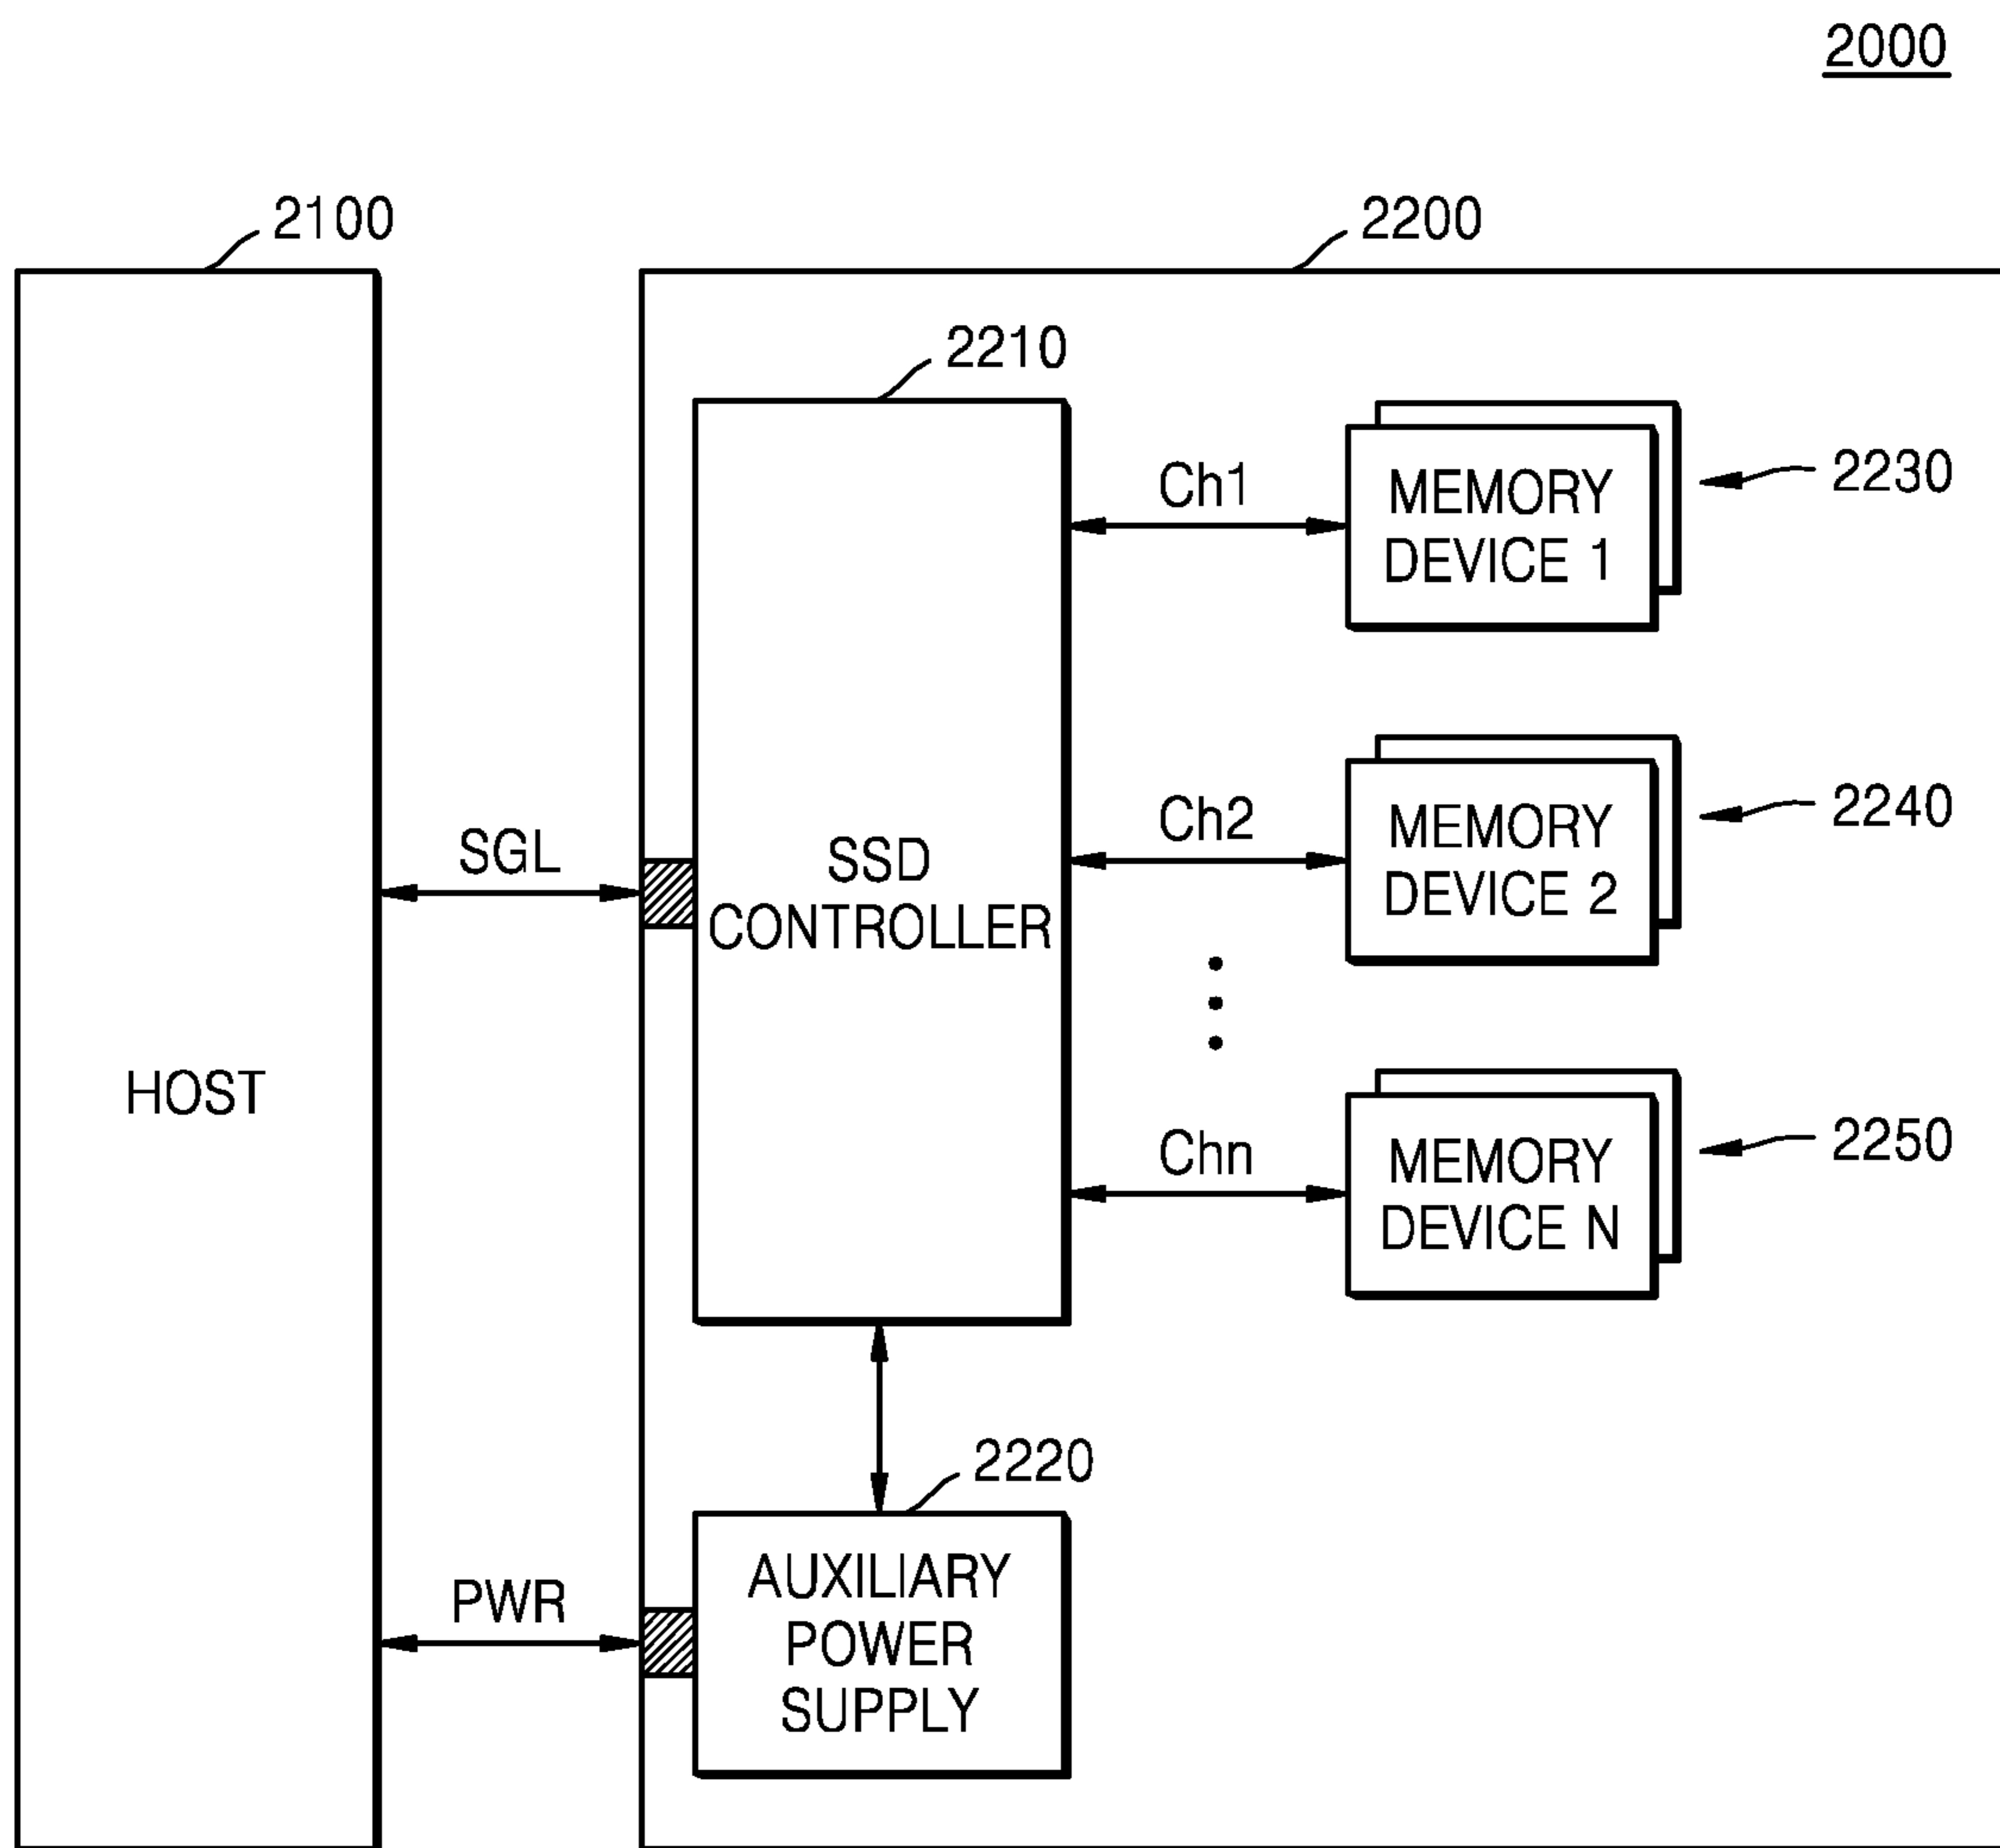 2000
2100
2200
2210
Ch1
MEMORY
DEVICE 1
2230
Ch2
MEMORY
DEVICE 2
2240
SGL
SSD
CONTROLLER
HOST
Chn
MEMORY
DEVICE N
2250
2220
PWR
AUXILIARY
POWER
SUPPLY